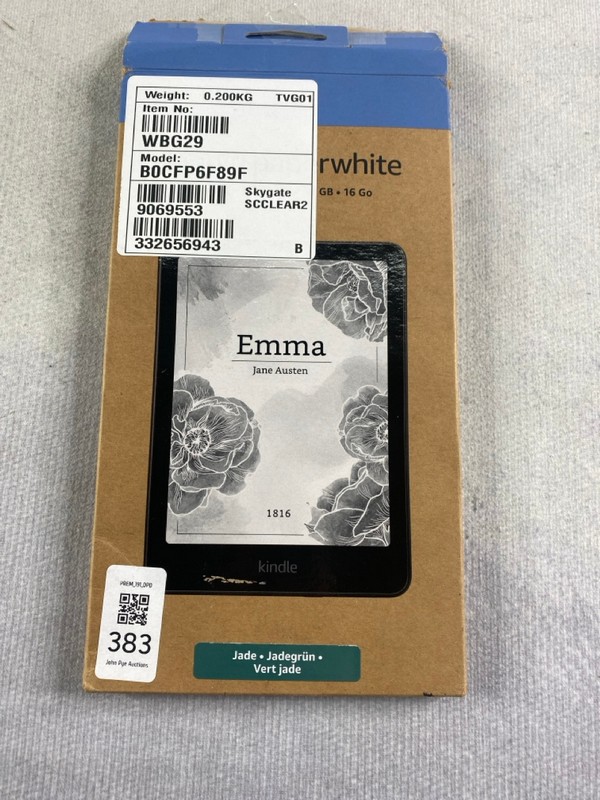 Weight: 0.200KG TVG01
Item No:
WBG29
Model:
B0CFP6F89F
Skygate
SCCLEAR2
9069553
332656943 B
rwhite
GB • 16 Go
Emma
Jane Austen
1816
kindle
PREM_191_DPD
383
John Pye Auctions
Jade • Jadegrün •
Vert jade